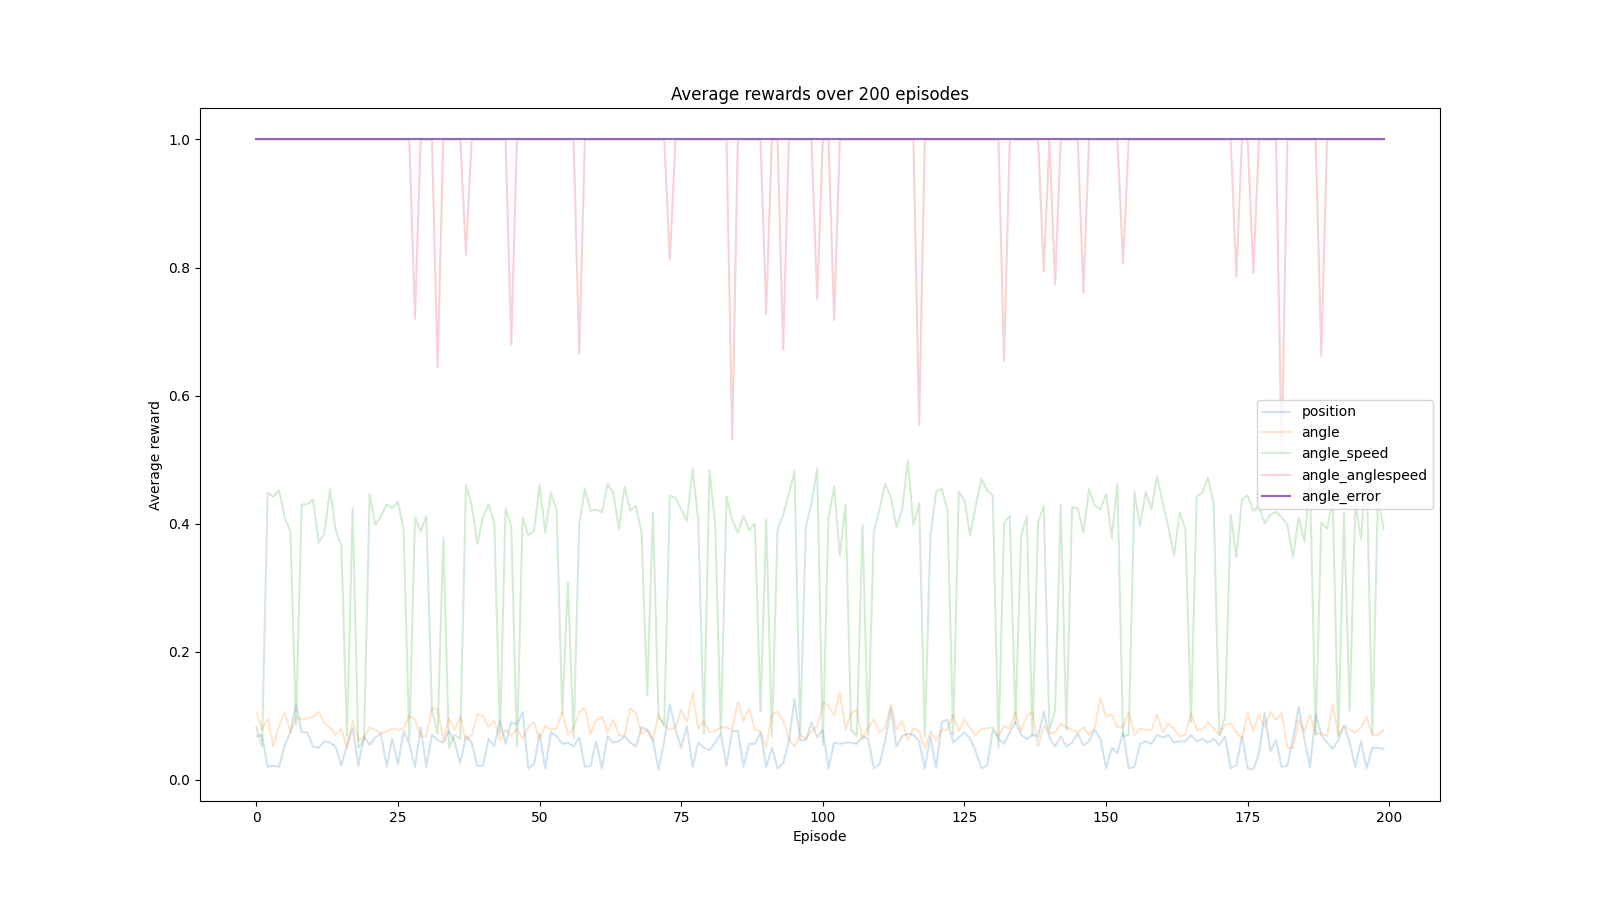 Average rewards over 200 episodes
Average reward
1.0
0.8
0.6
0.4
0.2
0.0
position
angle
angle_speed
angle_anglespeed
angle_error
0 25 50 75 100 125 150 175 200
Episode